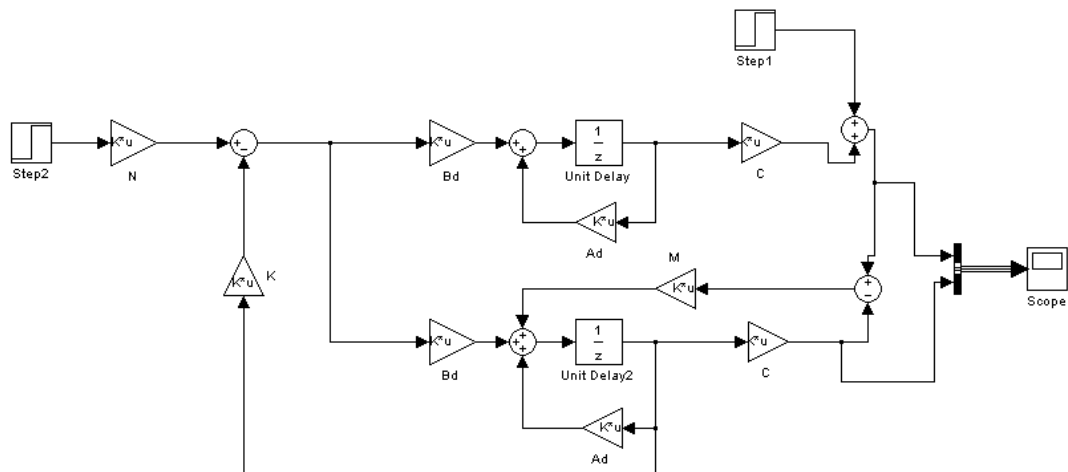 Step1
K*u
+
-
K*u
+
+
1
z
K*u
+
+
Step2
N
Bd
Unit Delay
C
K*u
Ad
M
K*u
K
K*u
+
-
Scope
K*u
+
+
+
1
z
K*u
Bd
Unit Delay2
C
K*u
Ad